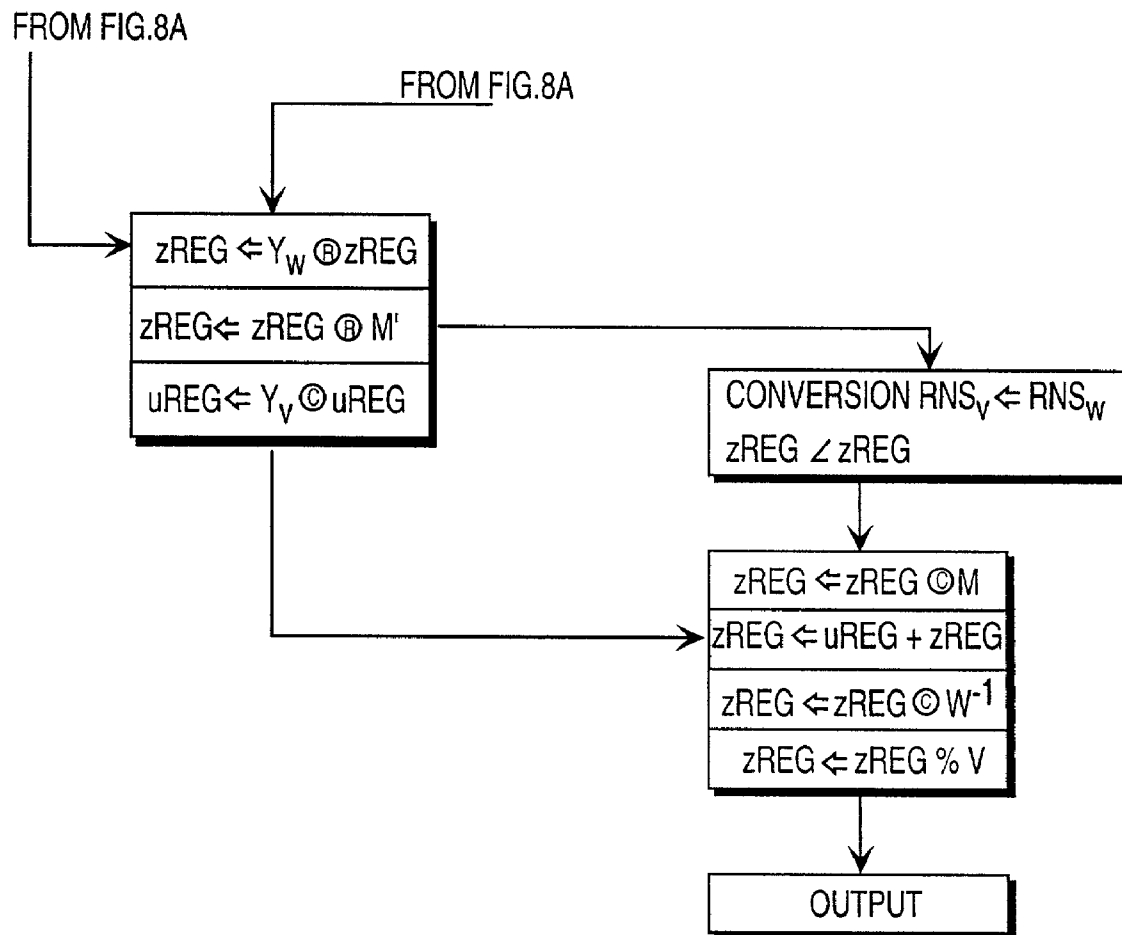 FROM FIG.8A
FROM FIG.8A
zREG ⇐ Y_W Ⓡ zREG
zREG ⇐ zREG Ⓡ M'
uREG ⇐ Y_V © uREG
CONVERSION RNS_V ⇐ RNS_W
zREG ∠ zREG
zREG ⇐ zREG © M
zREG ⇐ uREG + zREG
zREG ⇐ zREG © W⁻¹
zREG ⇐ zREG % V
OUTPUT